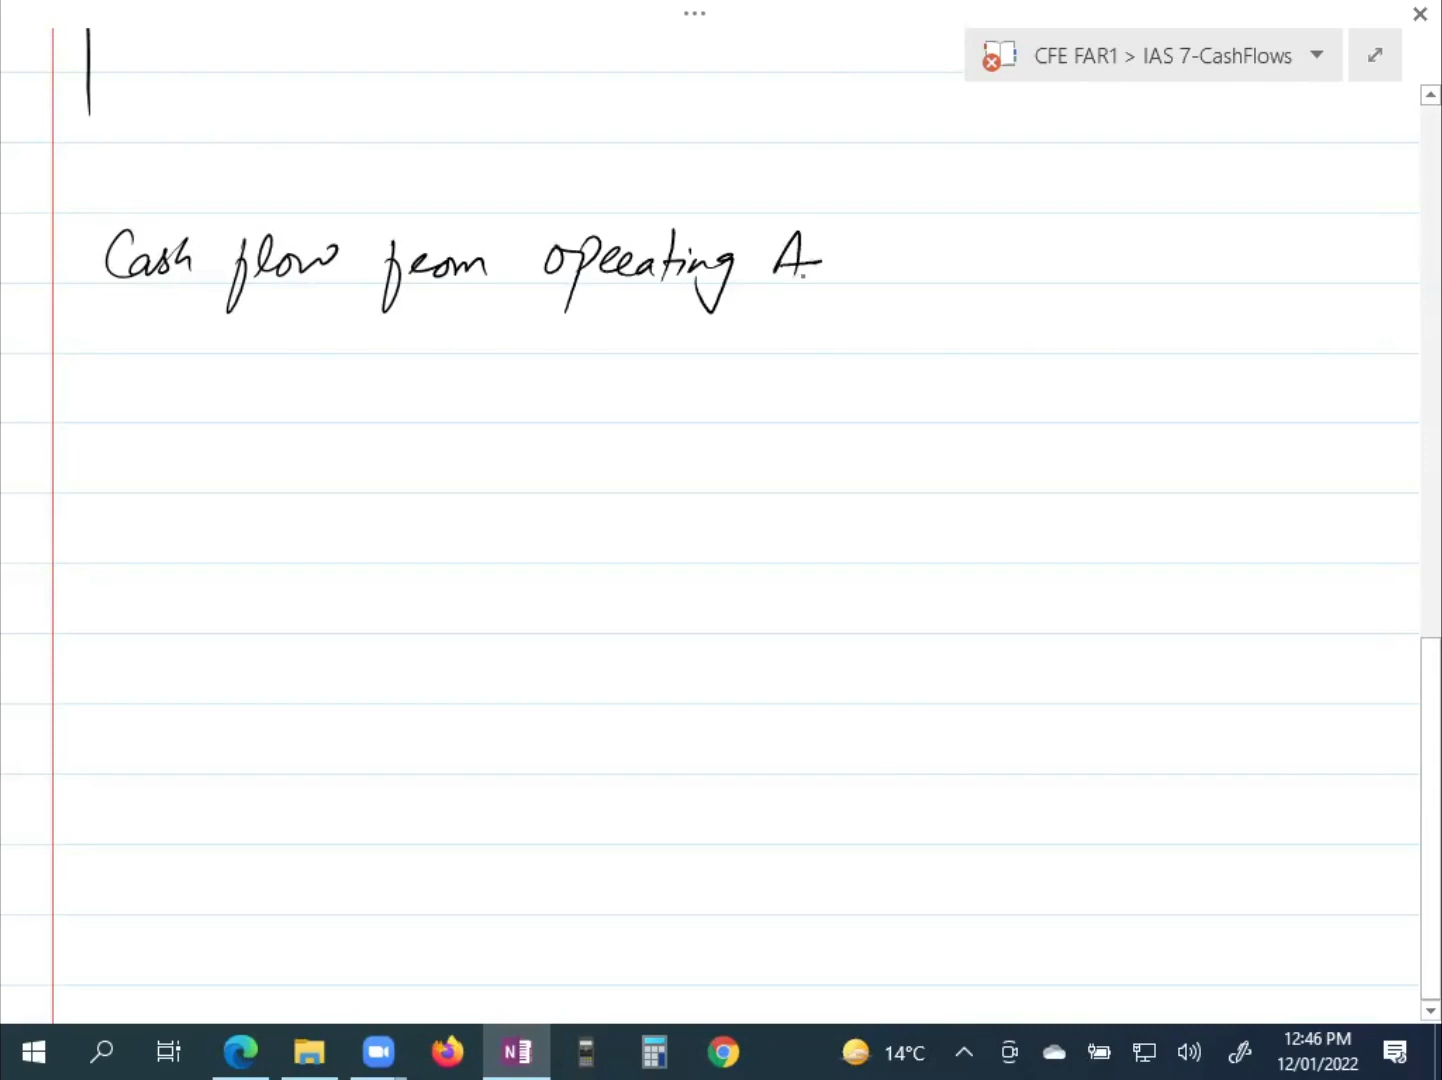 CFE FAR1 > IAS 7-CashFlows
Cash flow from operating A
N
14°C
12:46 PM
12/01/2022